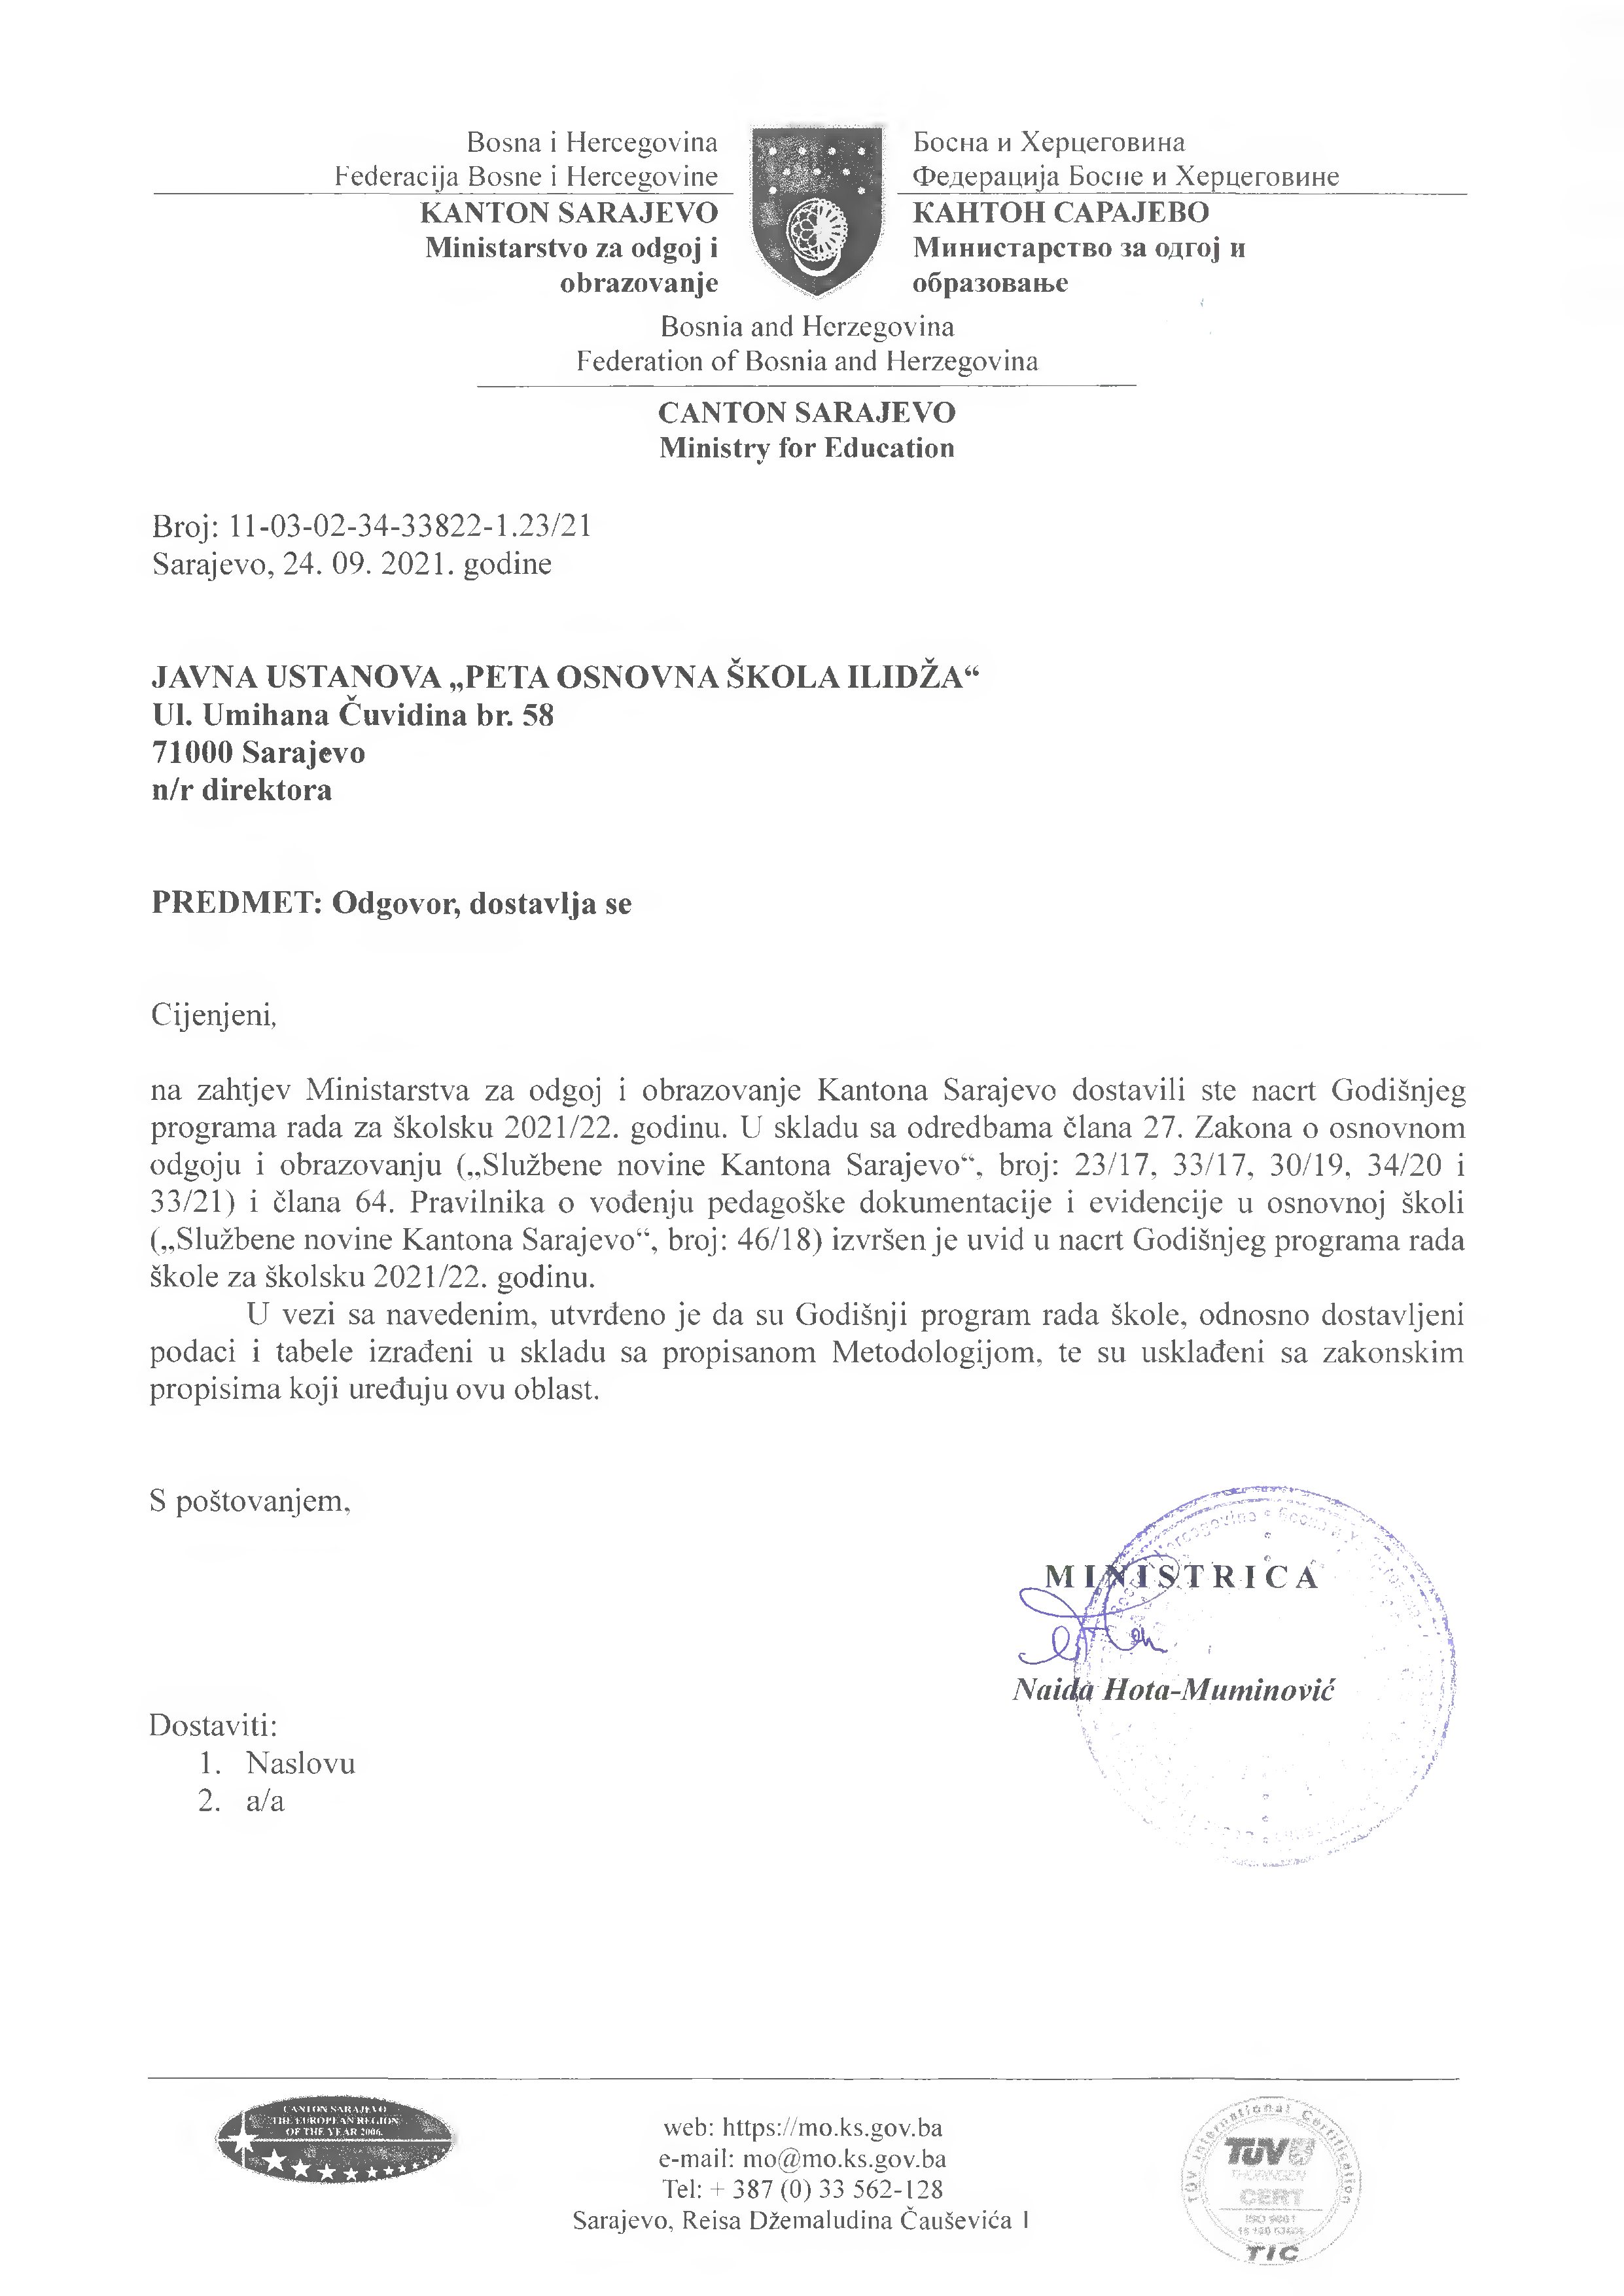 Bosna i Hercegovina
Federacija Bosne i Hercegovine
KANTON SARAJEVO
Ministarstvo za odgoj i
obrazovanje
Босна и Херцеговина
Федерација Босне и Херцеговине
КАНТОН САРАЈЕВО
Министарство за одгој и
образовање
Bosnia and Herzegovina
Federation of Bosnia and Herzegovina
CANTON SARAJEVO
Ministry for Education
Broj: 11-03-02-34-33822-1.23/21
Sarajevo, 24. 09. 2021. godine
JAVNA USTANOVA „PETA OSNOVNA ŠKOLA ILIDŽA“
Ul. Umihana Čuvidina br. 58
71000 Sarajevo
n/r direktora
PREDMET: Odgovor, dostavlja se
Cijenjeni,
na zahtjev Ministarstva za odgoj i obrazovanje Kantona Sarajevo dostavili ste nacrt Godišnjeg
programa rada za školsku 2021/22. godinu. U skladu sa odredbama člana 27. Zakona o osnovnom
odgoju i obrazovanju („Službene novine Kantona Sarajevo“, broj: 23/17, 33/17, 30/19, 34/20 i
33/21) i člana 64. Pravilnika o vođenju pedagoške dokumentacije i evidencije u osnovnoj školi
(„Službene novine Kantona Sarajevo“, broj: 46/18) izvršen je uvid u nacrt Godišnjeg programa rada
škole za školsku 2021/22. godinu.
U vezi sa navedenim, utvrđeno je da su Godišnji program rada škole, odnosno dostavljeni
podaci i tabele izrađeni u skladu sa propisanom Metodologijom, te su usklađeni sa zakonskim
propisima koji uređuju ovu oblast.
S poštovanjem,
MINISTRICA
Naida Hota-Muminović
Dostaviti:
1. Naslovu
2. a/a
CANTON SARAJEVO
THE EUROPEAN REGION
OF THE YEAR 2006.
web: https://mo.ks.gov.ba
e-mail: mo@mo.ks.gov.ba
Tel: + 387 (0) 33 562-128
Sarajevo, Reisa Džemaludina Čauševića 1
TÜV International Certification
TÜV
THÜRINGEN
CERT
ISO 9001
TIC